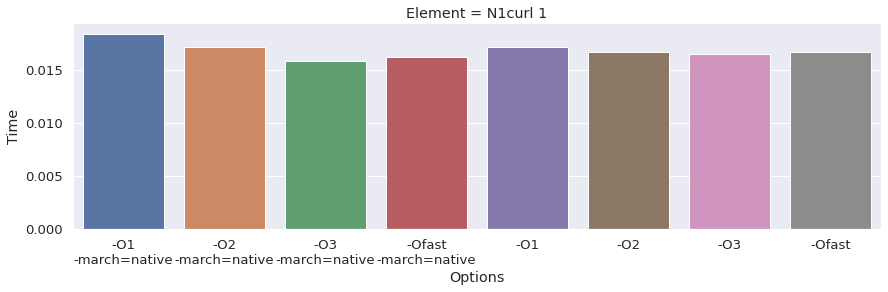 Element = N1curl 1
Time
0.015
0.010
0.005
0.000
-O1 -O2 -O3 -Ofast -O1 -O2 -O3 -Ofast
-march=native -march=native -march=native -march=native
Options